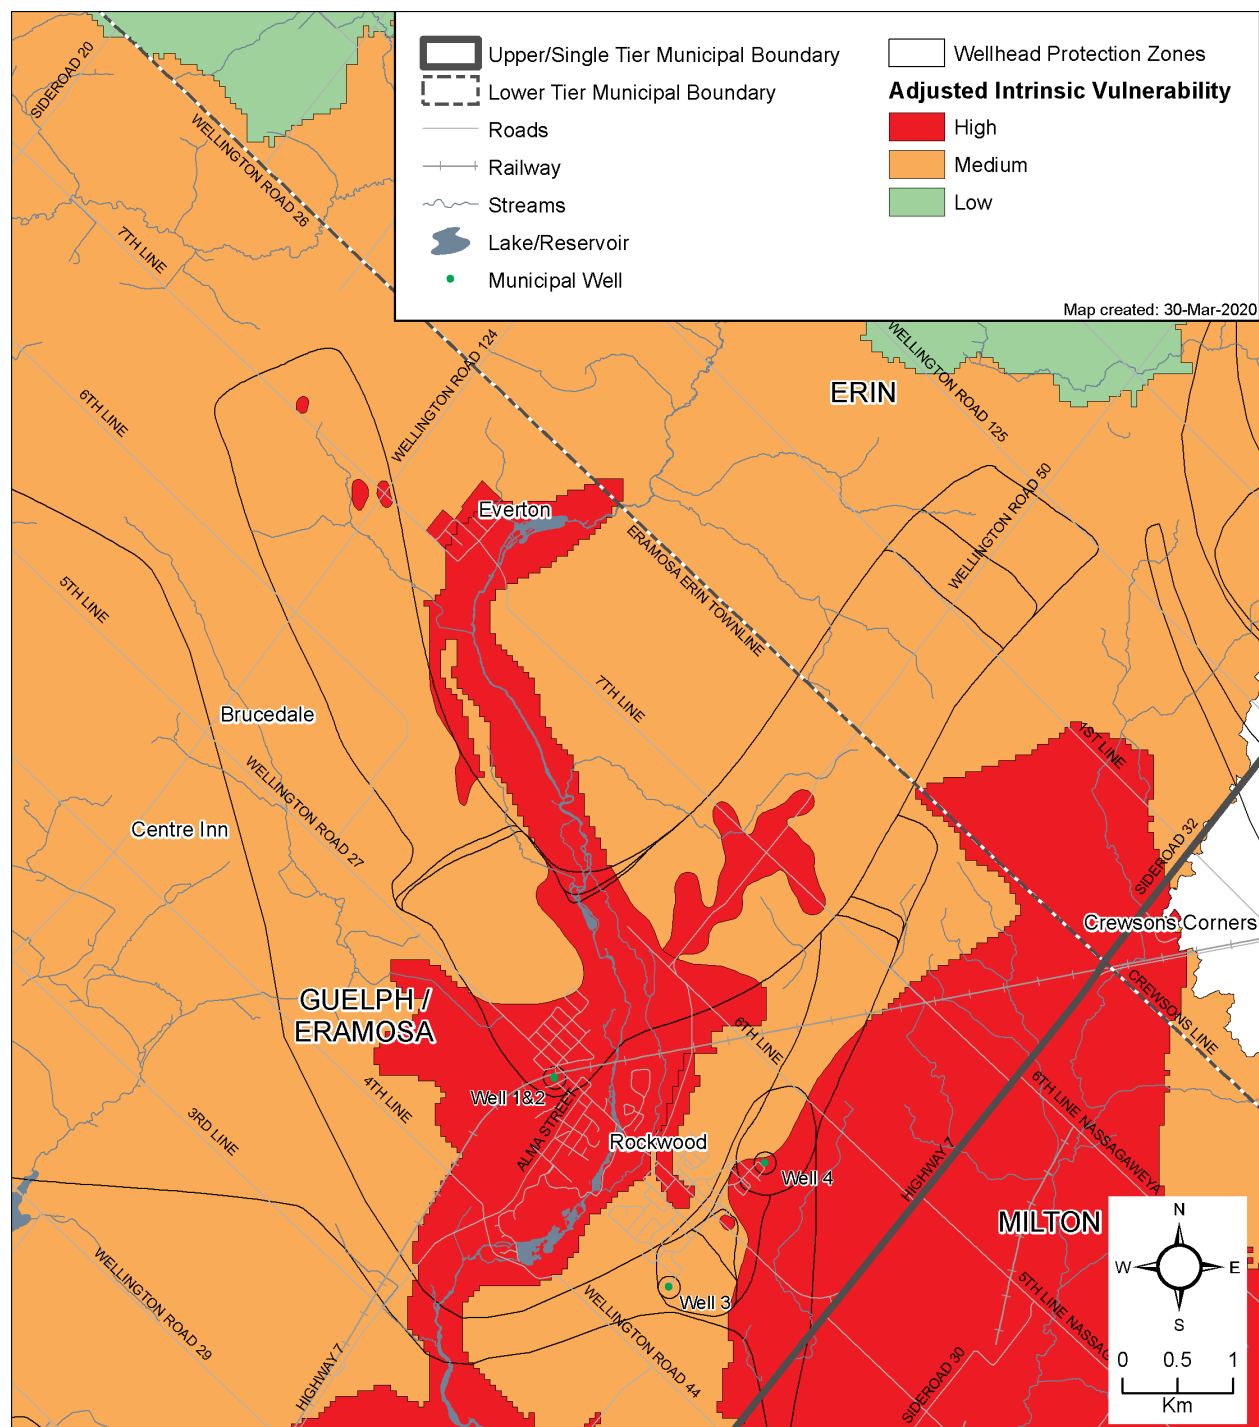 Upper/Single Tier Municipal Boundary
Lower Tier Municipal Boundary
Roads
Railway
Streams
Lake/Reservoir
Municipal Well
Wellhead Protection Zones
Adjusted Intrinsic Vulnerability
High
Medium
Low
Map created: 30-Mar-2020
SIDEROAD 20
WELLINGTON ROAD 26
7TH LINE
WELLINGTON ROAD 124
WELLINGTON ROAD 125
ERIN
6TH LINE
WELLINGTON ROAD 50
Everton
ERAMOSA ERIN TOWNLINE
5TH LINE
7TH LINE
Brucedale
1ST LINE
WELLINGTON ROAD 27
Centre Inn
SIDEROAD 32
Crewsons Corners
GUELPH /
ERAMOSA
CREWSONS LINE
6TH LINE
4TH LINE
Well 1&2
3RD LINE
ALMA STREET
Rockwood
6TH LINE NASSAGAWEYA
Well 4
HIGHWAY 7
MILTON
WELLINGTON ROAD 29
Well 3
WELLINGTON ROAD 44
5TH LINE NASSAG
HIGHWAY 7
SIDEROAD 30
N
W E
S
0 0.5 1
Km